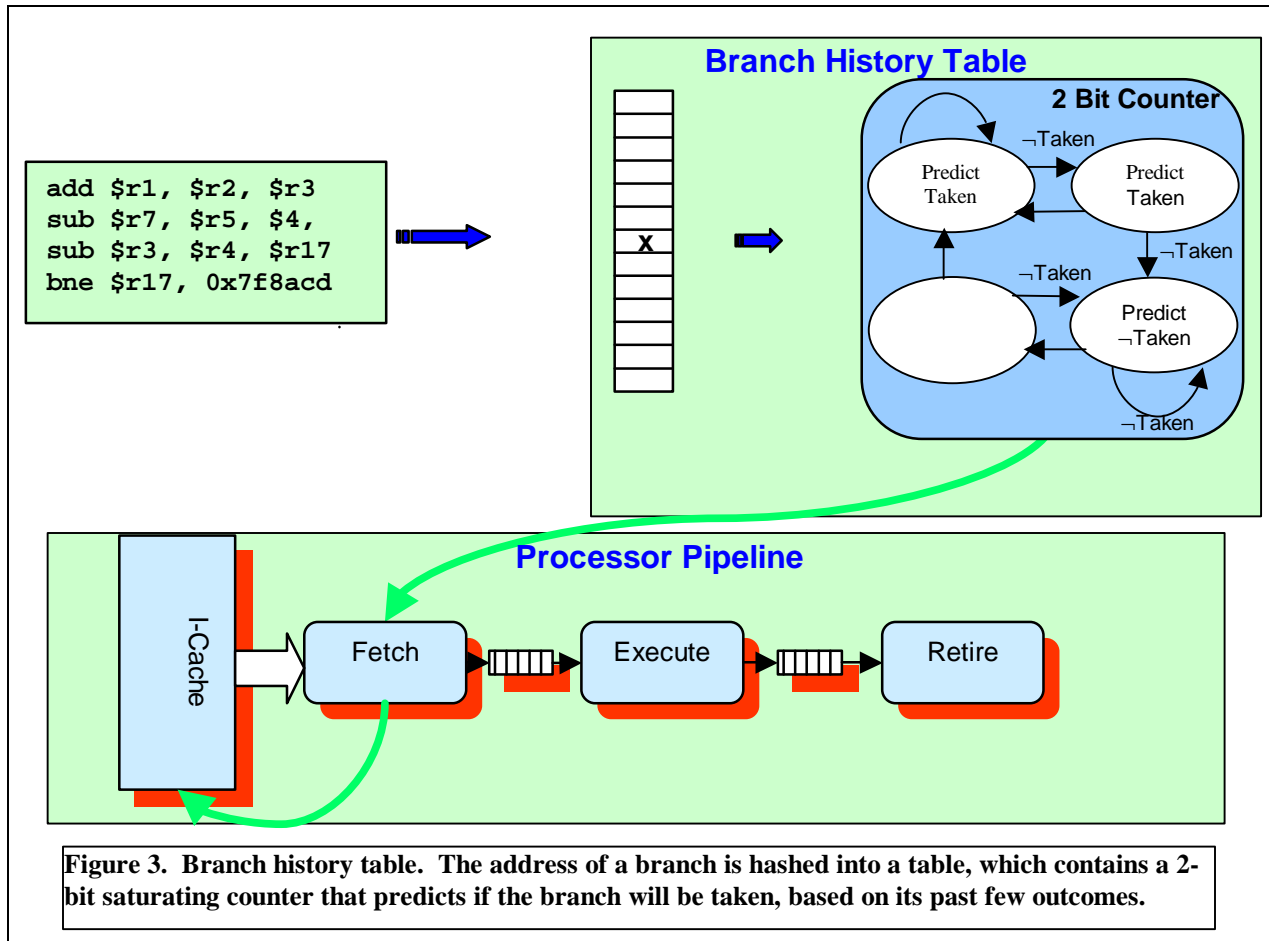 Branch History Table
2 Bit Counter
¬Taken
Predict
Taken
Predict
Taken
add $r1, $r2, $r3
sub $r7, $r5, $4,
sub $r3, $r4, $r17
bne $r17, 0x7f8acd
.
X
¬Taken
¬Taken
Predict
¬Taken
¬Taken
Processor Pipeline
I-Cache
Fetch
Execute
Retire
Figure 3. Branch history table. The address of a branch is hashed into a table, which contains a 2-
bit saturating counter that predicts if the branch will be taken, based on its past few outcomes.